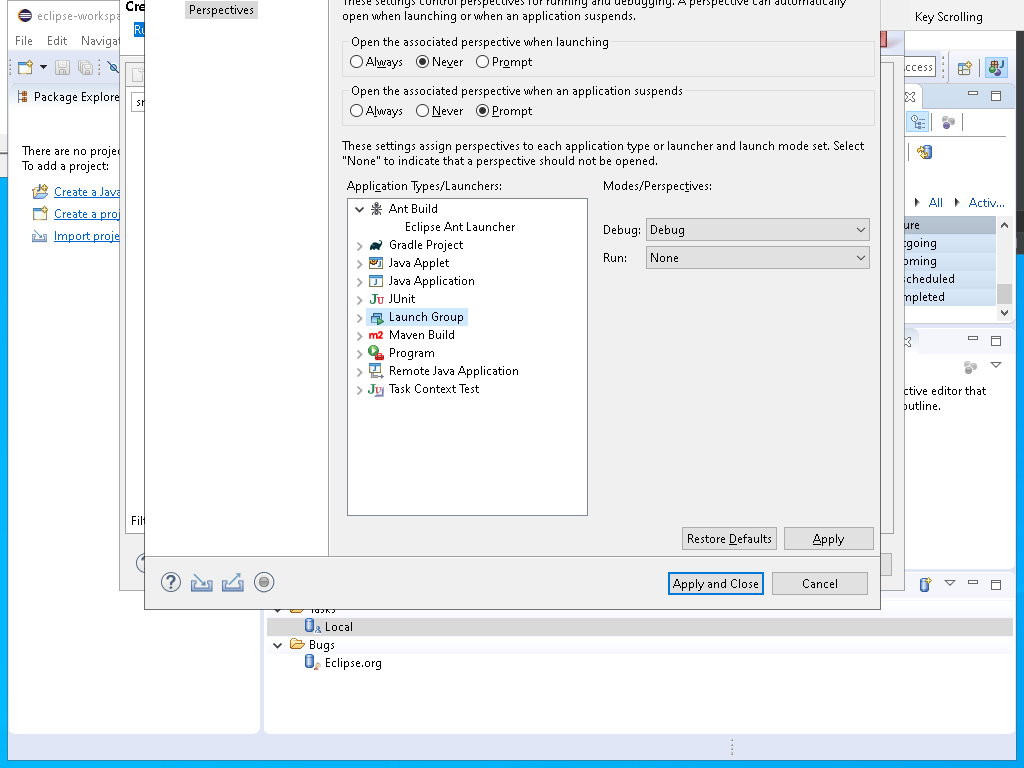 eclipse-workspa
File Edit Navigat
Package Explore
There are no projec
To add a project:
Create a Java
Create a proj
Import proje
Cre
Ru
Filt
Perspectives
These settings control perspectives for running and debugging. A perspective can automatically
open when launching or when an application suspends.
Open the associated perspective when launching
Always Never Prompt
Open the associated perspective when an application suspends
Always Never Prompt
These settings assign perspectives to each application type or launcher and launch mode set. Select
"None" to indicate that a perspective should not be opened.
Application Types/Launchers:
Ant Build
Eclipse Ant Launcher
Gradle Project
Java Applet
Java Application
JUnit
Launch Group
Maven Build
Program
Remote Java Application
Task Context Test
Modes/Perspectives:
Debug: Debug
Run: None
Restore Defaults Apply
Apply and Close Cancel
Key Scrolling
ccess
All Activ...
ure
tgoing
oming
scheduled
mpleted
ctive editor that
outline.
Tasks
Local
Bugs
Eclipse.org